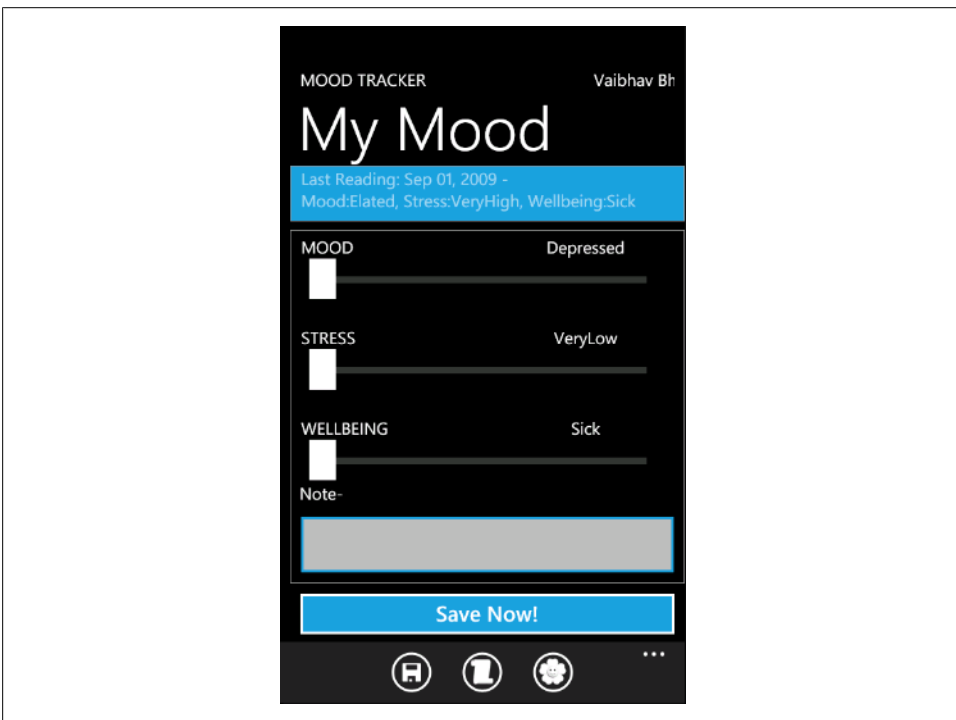 MOOD TRACKER Vaibhav Bh
My Mood
Last Reading: Sep 01, 2009 -
Mood:Elated, Stress:VeryHigh, Wellbeing:Sick
MOOD Depressed
STRESS VeryLow
WELLBEING Sick
Note-
Save Now!